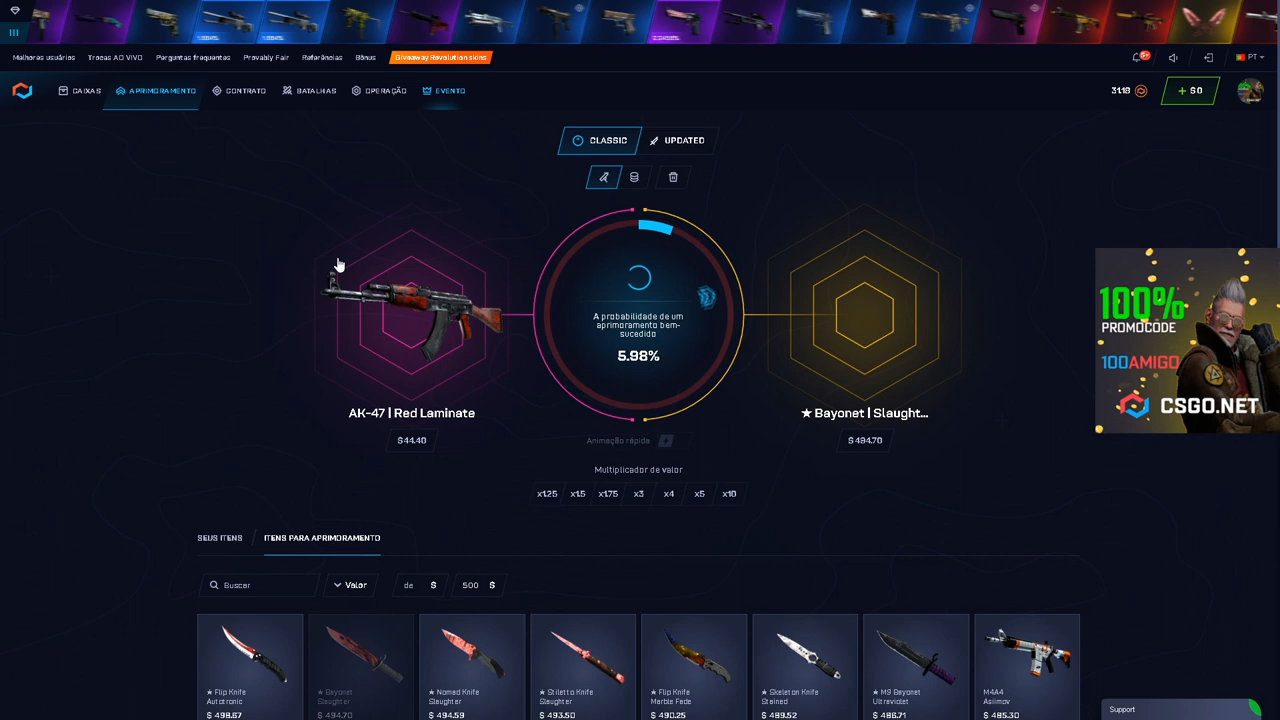 Melhores usuários Trocas AO VIVO Perguntas frequentes Provably Fair Referências Bônus Giveaway Revolution skins 5+ PT
CAIXAS APRIMORAMENTO CONTRATO BATALHAS OPERAÇÃO EVENTO 31.18 + $ 0
CLASSIC UPDATED
A probabilidade de um
aprimoramento bem-
sucedido
5.98%
100%
PROMOCODE
100AMIGO
CSGO.NET
AK-47 | Red Laminate ★ Bayonet | Slaught...
$ 44.40 Animação rápida $ 494.70
Multiplicador de valor
x1.25 x1.5 x1.75 x3 x4 x5 x10
SEUS ITENS ITENS PARA APRIMORAMENTO
Buscar Valor de $ 500 $
★ Flip Knife ★ Bayonet ★ Nomad Knife ★ Stiletto Knife ★ Flip Knife ★ Skeleton Knife ★ M9 Bayonet M4A4
Autotronic Slaughter Slaughter Slaughter Marble Fade Stained Ultraviolet Asiimov
$ 498.67 $ 494.70 $ 494.59 $ 493.50 $ 490.25 $ 489.52 $ 486.71 $ 485.30
Support